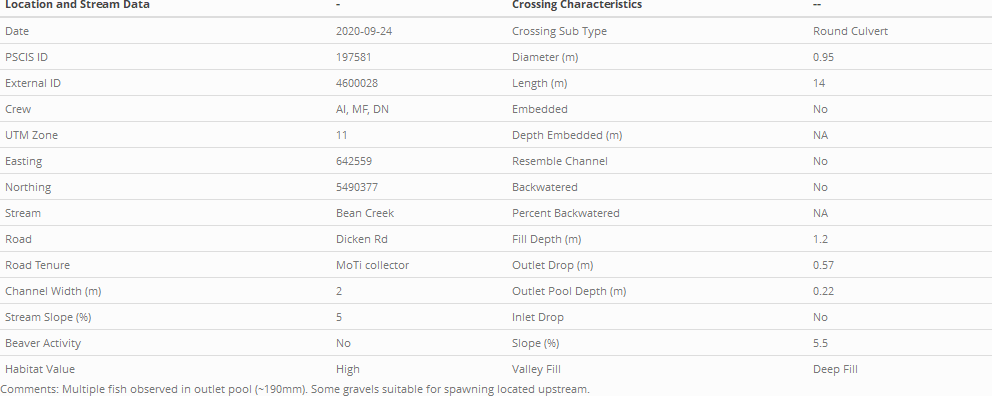 Location and Stream Data - Crossing Characteristics --
Date 2020-09-24 Crossing Sub Type Round Culvert
PSCIS ID 197581 Diameter (m) 0.95
External ID 4600028 Length (m) 14
Crew AI, MF, DN Embedded No
UTM Zone 11 Depth Embedded (m) NA
Easting 642559 Resemble Channel No
Northing 5490377 Backwatered No
Stream Bean Creek Percent Backwatered NA
Road Dicken Rd Fill Depth (m) 1.2
Road Tenure MoTi collector Outlet Drop (m) 0.57
Channel Width (m) 2 Outlet Pool Depth (m) 0.22
Stream Slope (%) 5 Inlet Drop No
Beaver Activity No Slope (%) 5.5
Habitat Value High Valley Fill Deep Fill
Comments: Multiple fish observed in outlet pool (~190mm). Some gravels suitable for spawning located upstream.